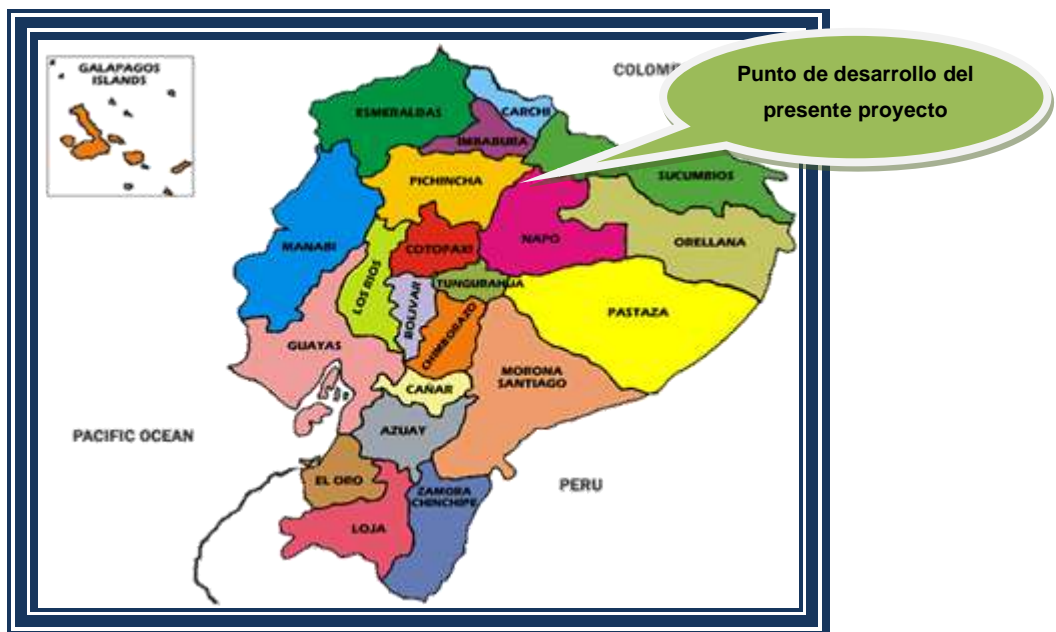 GALAPAGOS
ISLANDS
COLOM
Punto de desarrollo del
presente proyecto
ESMERALDAS
CARCHI
IMBABURA
PICHINCHA
SUCUMBIOS
MANABI
COTOPAXI
NAPO
ORELLANA
LOS RIOS
BOLIVAR
TUNGURAHUA
CHIMBORAZO
PASTAZA
GUAYAS
MORONA
SANTIAGO
CAÑAR
AZUAY
PACIFIC OCEAN
EL ORO
ZAMORA
CHINCHIPE
PERU
LOJA